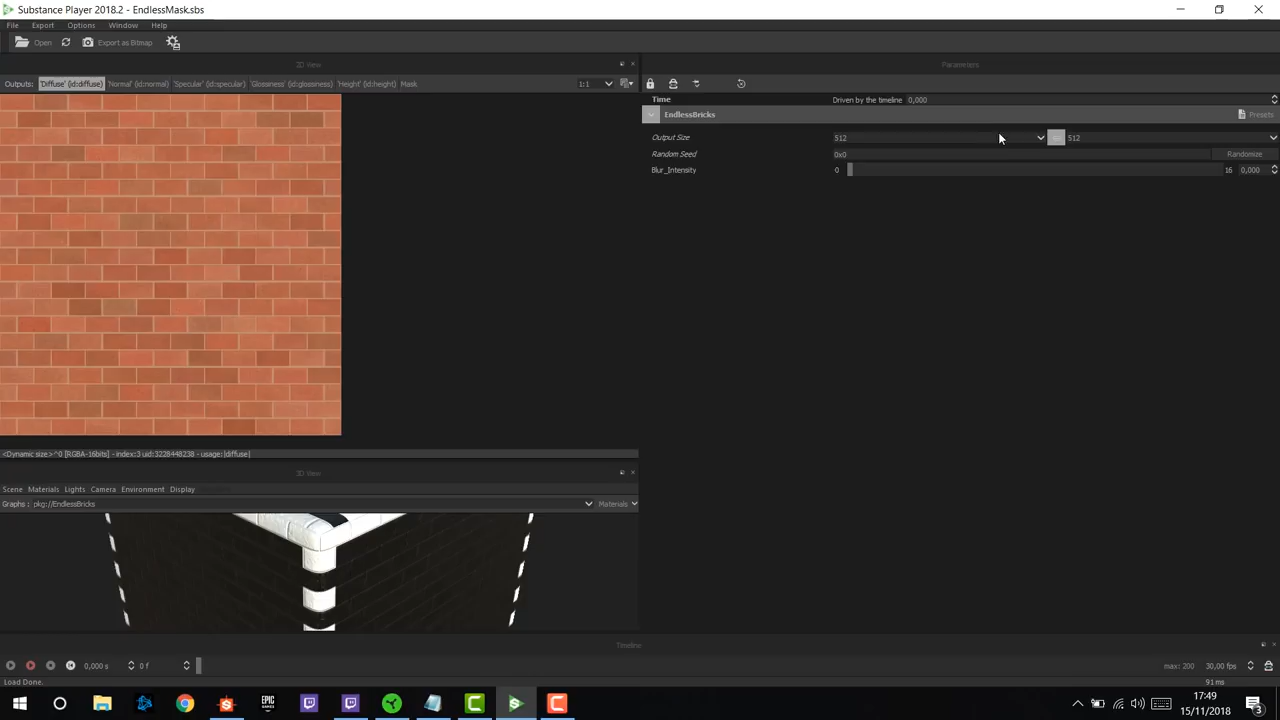 Substance Player 2018.2 - EndlessMask.sbs
File Export Options Window Help
Open Export as Bitmap
2D View
Parameters
Outputs: 'Diffuse' (id:diffuse) 'Normal' (id:normal) 'Specular' (id:specular) 'Glossiness' (id:glossiness) 'Height' (id:height) Mask 1:1
Time Driven by the timeline 0,000
EndlessBricks Presets
Output Size 512 512
Random Seed 0x0 Randomize
Blur_Intensity 0 16 0,000
<Dynamic size>^0 [RGBA-16bits] - index:3 uid:3228448238 - usage:|diffuse|
3D View
Scene Materials Lights Camera Environment Display
Graphs : pkg://EndlessBricks Materials
Timeline
0,000 s 0 f max: 200 30,00 fps
Load Done. 91 ms
EPIC GAMES
17:49
15/11/2018
3